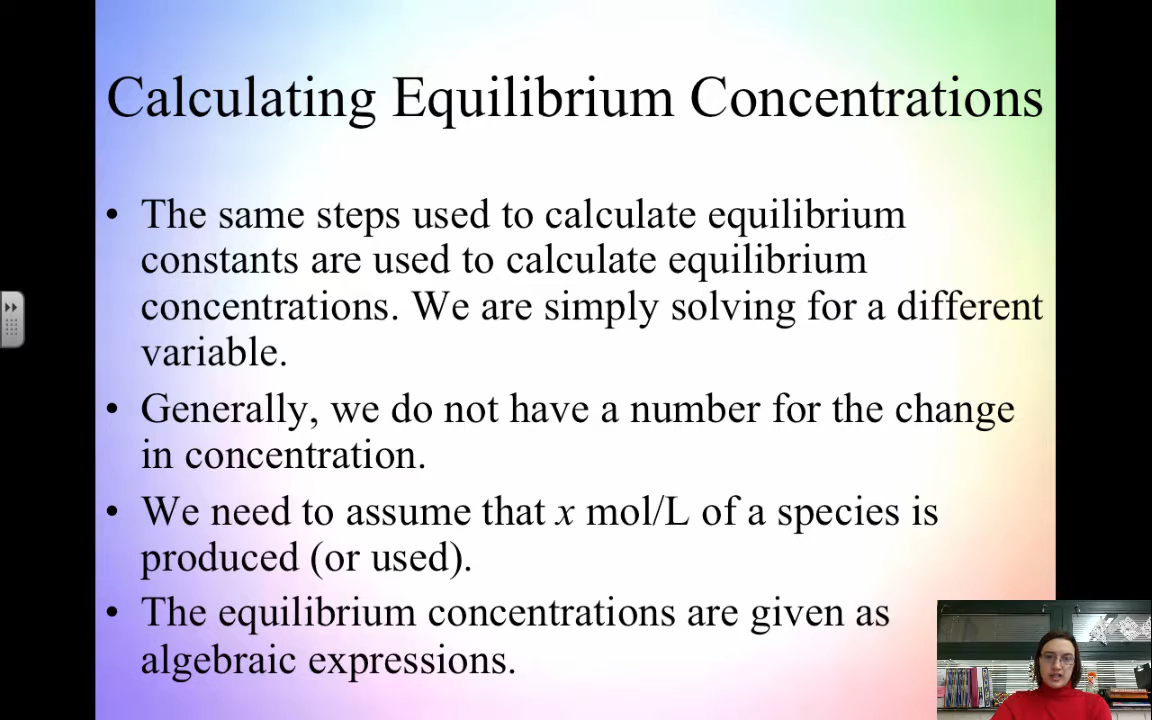 Calculating Equilibrium Concentrations
• The same steps used to calculate equilibrium
constants are used to calculate equilibrium
concentrations. We are simply solving for a different
variable.
• Generally, we do not have a number for the change
in concentration.
• We need to assume that x mol/L of a species is
produced (or used).
• The equilibrium concentrations are given as
algebraic expressions.